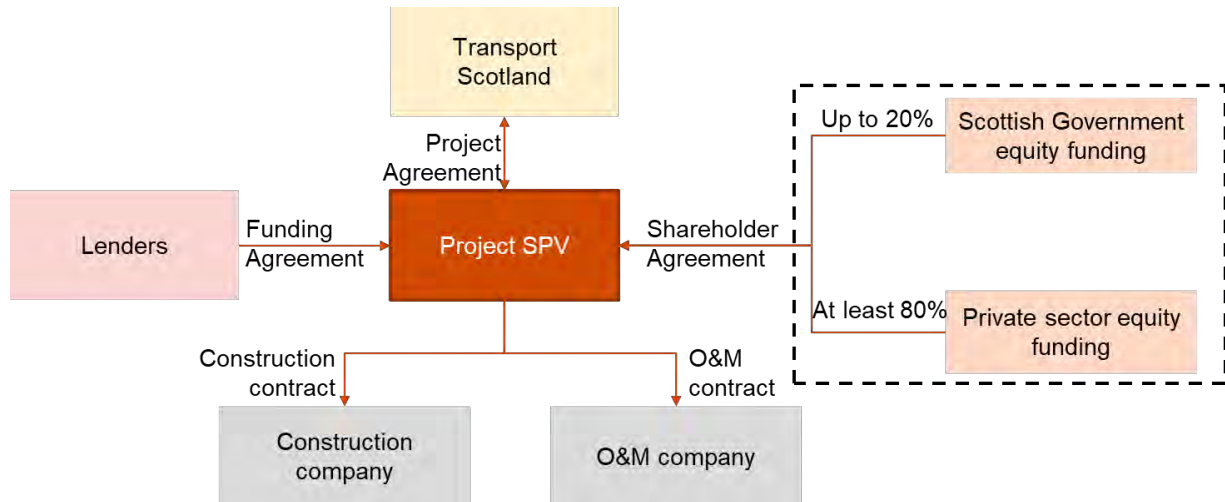 Transport
Scotland
Up to 20%
Scottish Government
equity funding
Project
Agreement
Lenders
Funding
Agreement
Project SPV
Shareholder
Agreement
At least 80%
Private sector equity
funding
Construction
contract
O&M
contract
Construction
company
O&M company